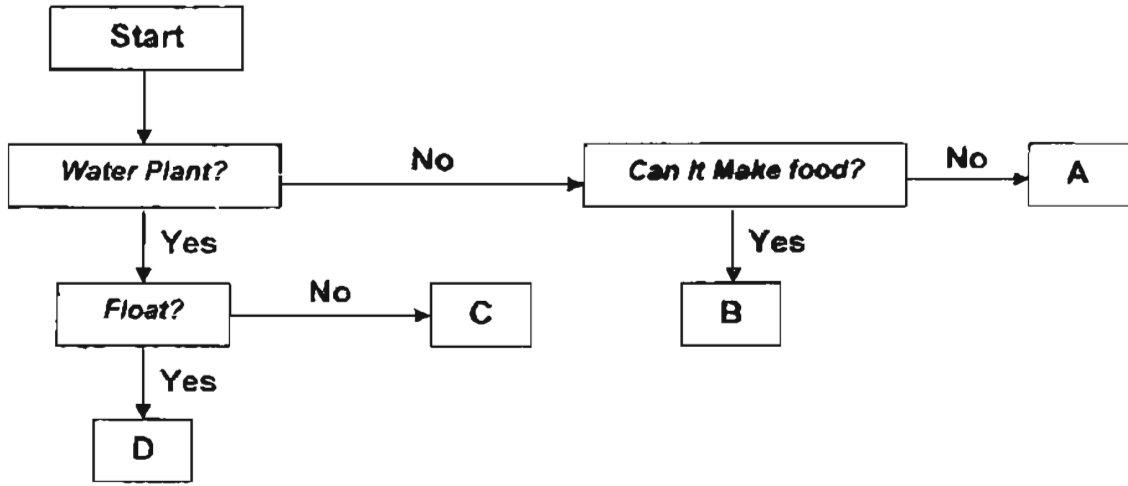 Start
Water Plant?
No
Can It Make food?
No
A
Yes
Yes
Float?
No
C
B
Yes
D